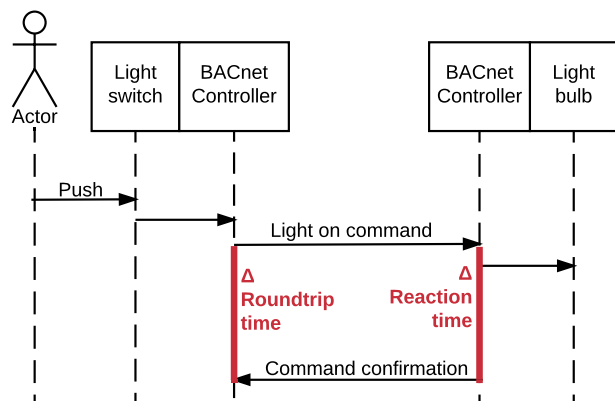 Light
switch
BACnet
Controller
BACnet
Controller
Light
bulb
Actor
Push
Light on command
Δ
Roundtrip
time
Δ
Reaction
time
Command confirmation